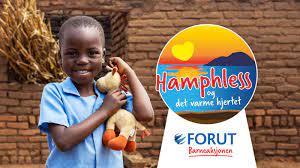 Hamphless
og
det varme hjertet
FORUT
Barneaksjonen